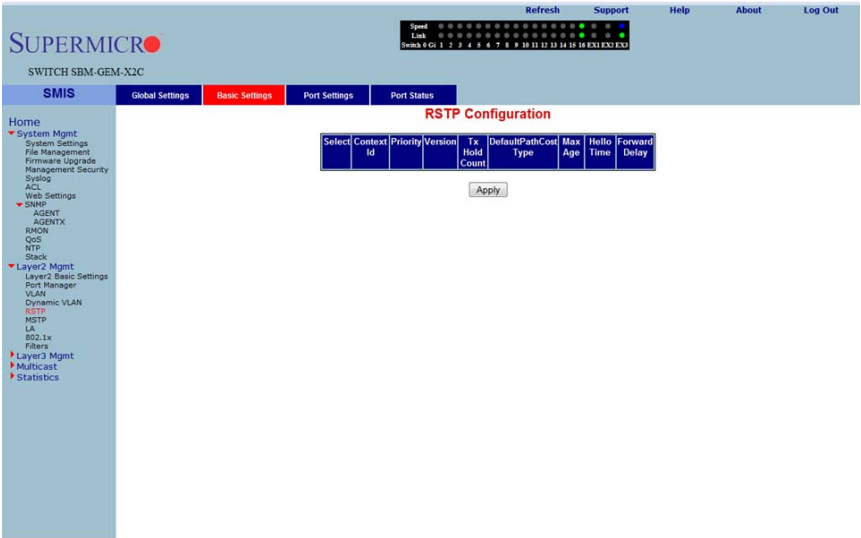 Refresh Support Help About Log Out
SUPERMICRO
Speed
Link
Switch 0 Gi 1 2 3 4 5 6 7 8 9 10 11 12 13 14 15 16 EX1 EX2 EX3
SWITCH SBM-GEM-X2C
SMIS
Global Settings Basic Settings Port Settings Port Status
RSTP Configuration
Select Context Id Priority Version Tx Hold Count DefaultPathCost Type Max Age Hello Time Forward Delay
Apply
Home
System Mgmt
System Settings
File Management
Firmware Upgrade
Management Security
Syslog
ACL
Web Settings
SNMP
AGENT
AGENTX
RMON
QoS
NTP
Stack
Layer2 Mgmt
Layer2 Basic Settings
Port Manager
VLAN
Dynamic VLAN
RSTP
MSTP
LA
802.1x
Filters
Layer3 Mgmt
Multicast
Statistics